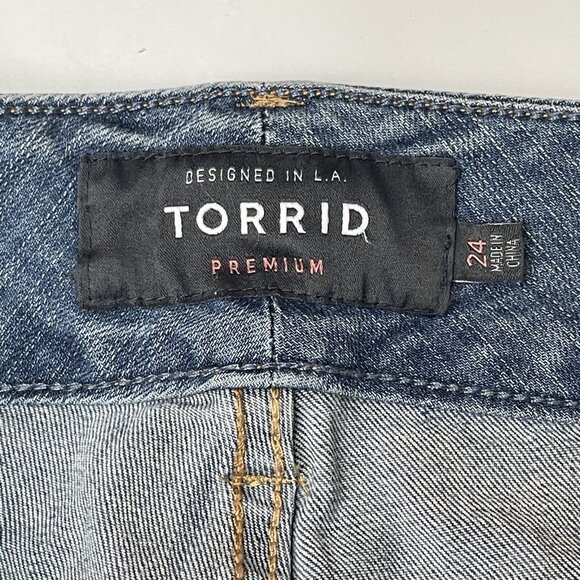 DESIGNED IN L.A.
TORRID
PREMIUM
24
MADE IN
CHINA